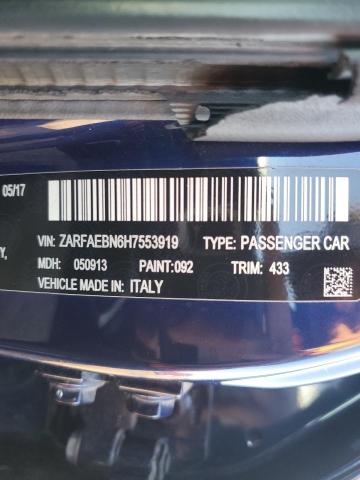 05/17
VIN: ZARFAEBN6H7553919 TYPE: PASSENGER CAR
MDH: 050913 PAINT:092 TRIM: 433
VEHICLE MADE IN: ITALY